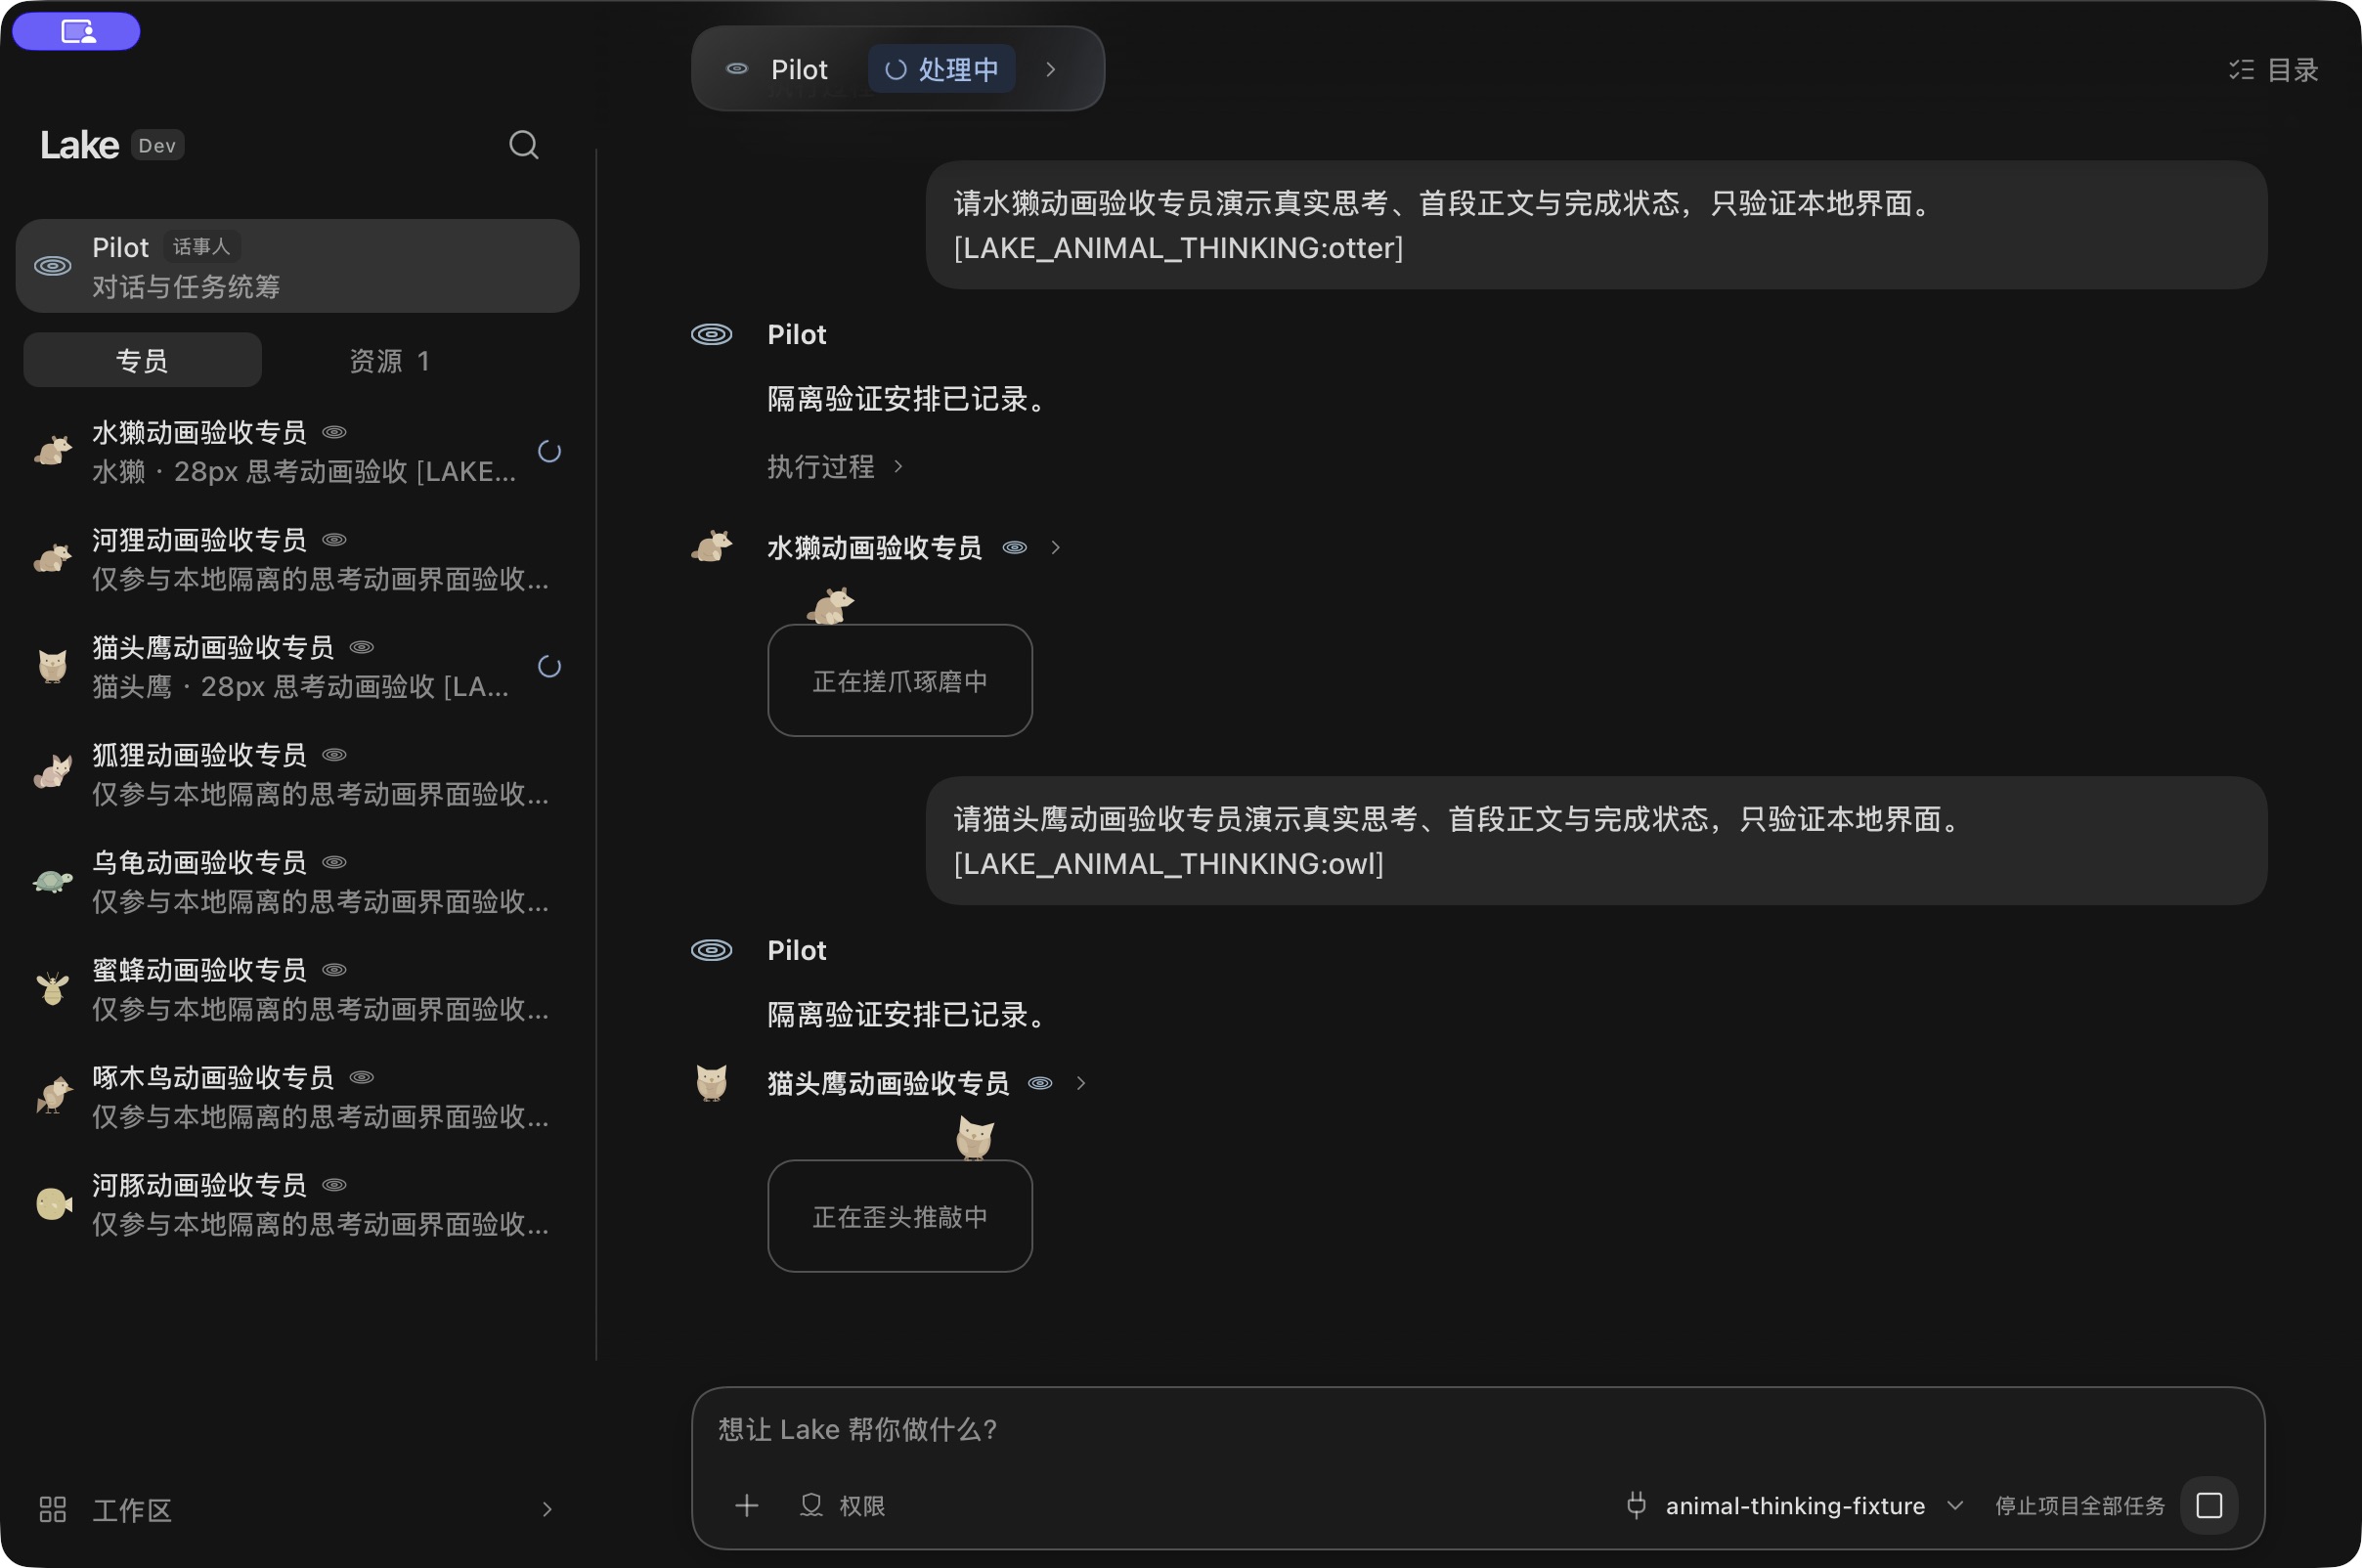 Lake Dev
Pilot 话事人
对话与任务统筹
专员
资源 1
水獭动画验收专员
水獭 · 28px 思考动画验收 [LAKE...
河狸动画验收专员
仅参与本地隔离的思考动画界面验收...
猫头鹰动画验收专员
猫头鹰 · 28px 思考动画验收 [LA...
狐狸动画验收专员
仅参与本地隔离的思考动画界面验收...
乌龟动画验收专员
仅参与本地隔离的思考动画界面验收...
蜜蜂动画验收专员
仅参与本地隔离的思考动画界面验收...
啄木鸟动画验收专员
仅参与本地隔离的思考动画界面验收...
河豚动画验收专员
仅参与本地隔离的思考动画界面验收...
工作区
Pilot 处理中
目录
请水獭动画验收专员演示真实思考、首段正文与完成状态，只验证本地界面。
[LAKE_ANIMAL_THINKING:otter]
Pilot
隔离验证安排已记录。
执行过程
水獭动画验收专员
正在搓爪琢磨中
请猫头鹰动画验收专员演示真实思考、首段正文与完成状态，只验证本地界面。
[LAKE_ANIMAL_THINKING:owl]
Pilot
隔离验证安排已记录。
猫头鹰动画验收专员
正在歪头推敲中
想让 Lake 帮你做什么?
权限
animal-thinking-fixture
停止项目全部任务